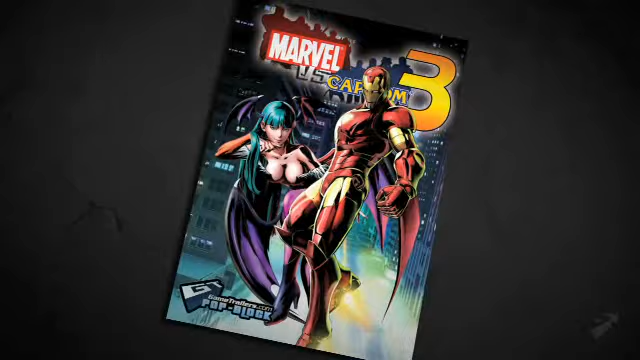 MARVEL
VS.
CAPCOM
3
GameTrailers.com
POP-BLOCK